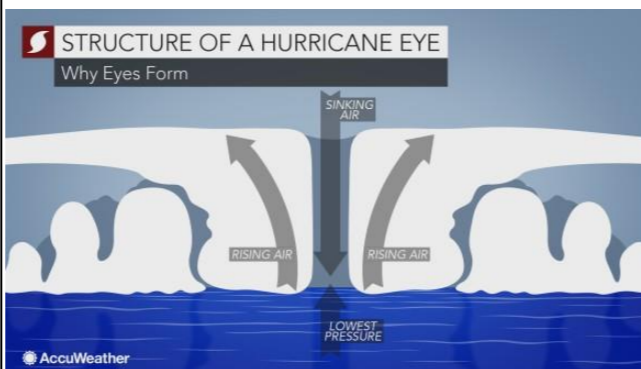 STRUCTURE OF A HURRICANE EYE
Why Eyes Form
SINKING
AIR
RISING AIR
RISING AIR
LOWEST
PRESSURE
AccuWeather